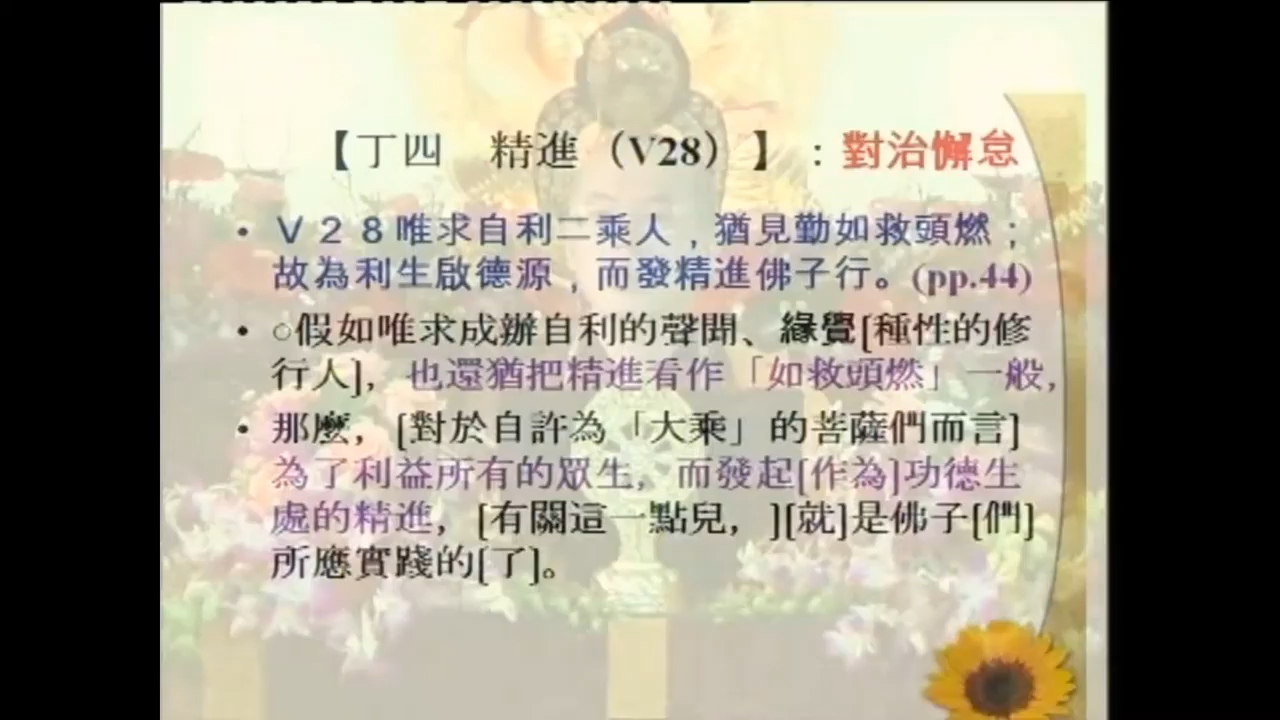 【丁四　精進（V28）】：對治懈怠
• Ｖ２８唯求自利二乘人，猶見勤如救頭燃；
故為利生啟德源，而發精進佛子行。(pp.44)
• ○假如唯求成辦自利的聲聞、緣覺[種性的修
行人]，也還猶把精進看作「如救頭燃」一般，
• 那麼，[對於自許為「大乘」的菩薩們而言]
為了利益所有的眾生，而發起[作為]功德生
處的精進，[有關這一點兒，][就]是佛子[們]
所應實踐的[了]。